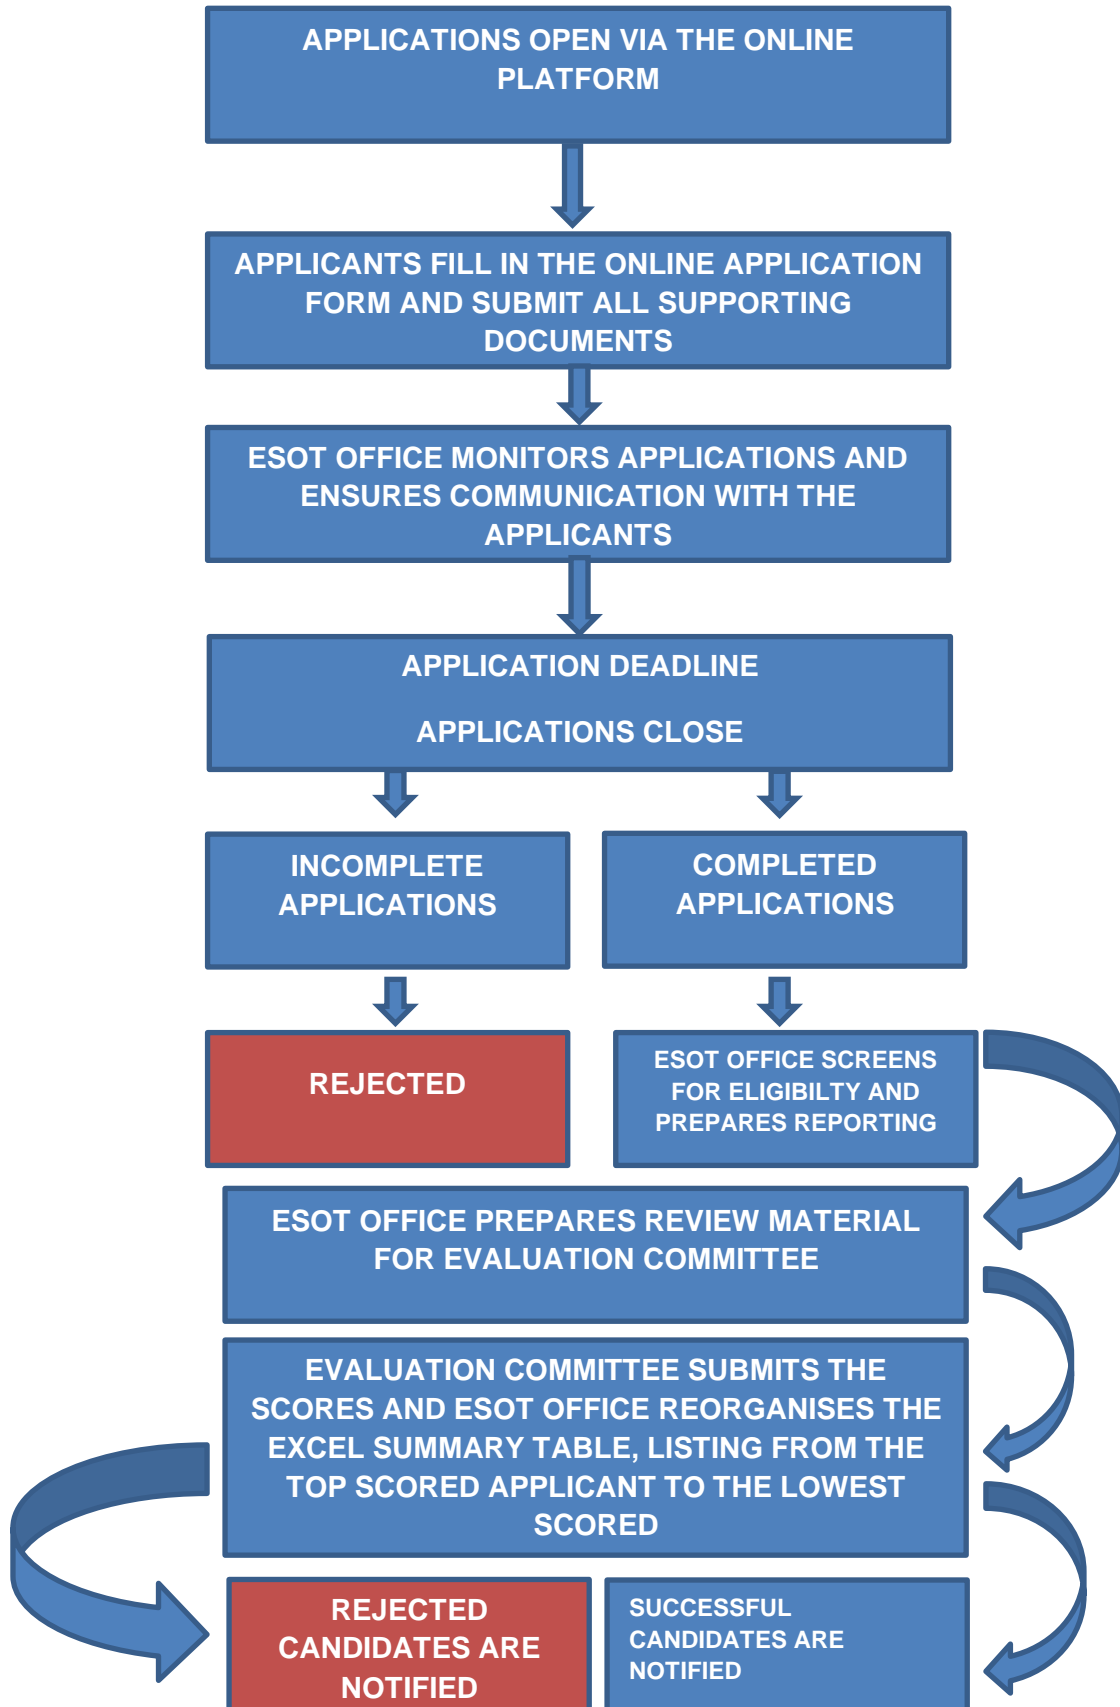 APPLICATIONS OPEN VIA THE ONLINE
PLATFORM
APPLICANTS FILL IN THE ONLINE APPLICATION
FORM AND SUBMIT ALL SUPPORTING
DOCUMENTS
ESOT OFFICE MONITORS APPLICATIONS AND
ENSURES COMMUNICATION WITH THE
APPLICANTS
APPLICATION DEADLINE
APPLICATIONS CLOSE
INCOMPLETE
APPLICATIONS
COMPLETED
APPLICATIONS
REJECTED
ESOT OFFICE SCREENS
FOR ELIGIBILTY AND
PREPARES REPORTING
ESOT OFFICE PREPARES REVIEW MATERIAL
FOR EVALUATION COMMITTEE
EVALUATION COMMITTEE SUBMITS THE
SCORES AND ESOT OFFICE REORGANISES THE
EXCEL SUMMARY TABLE, LISTING FROM THE
TOP SCORED APPLICANT TO THE LOWEST
SCORED
REJECTED
CANDIDATES ARE
NOTIFIED
SUCCESSFUL
CANDIDATES ARE
NOTIFIED